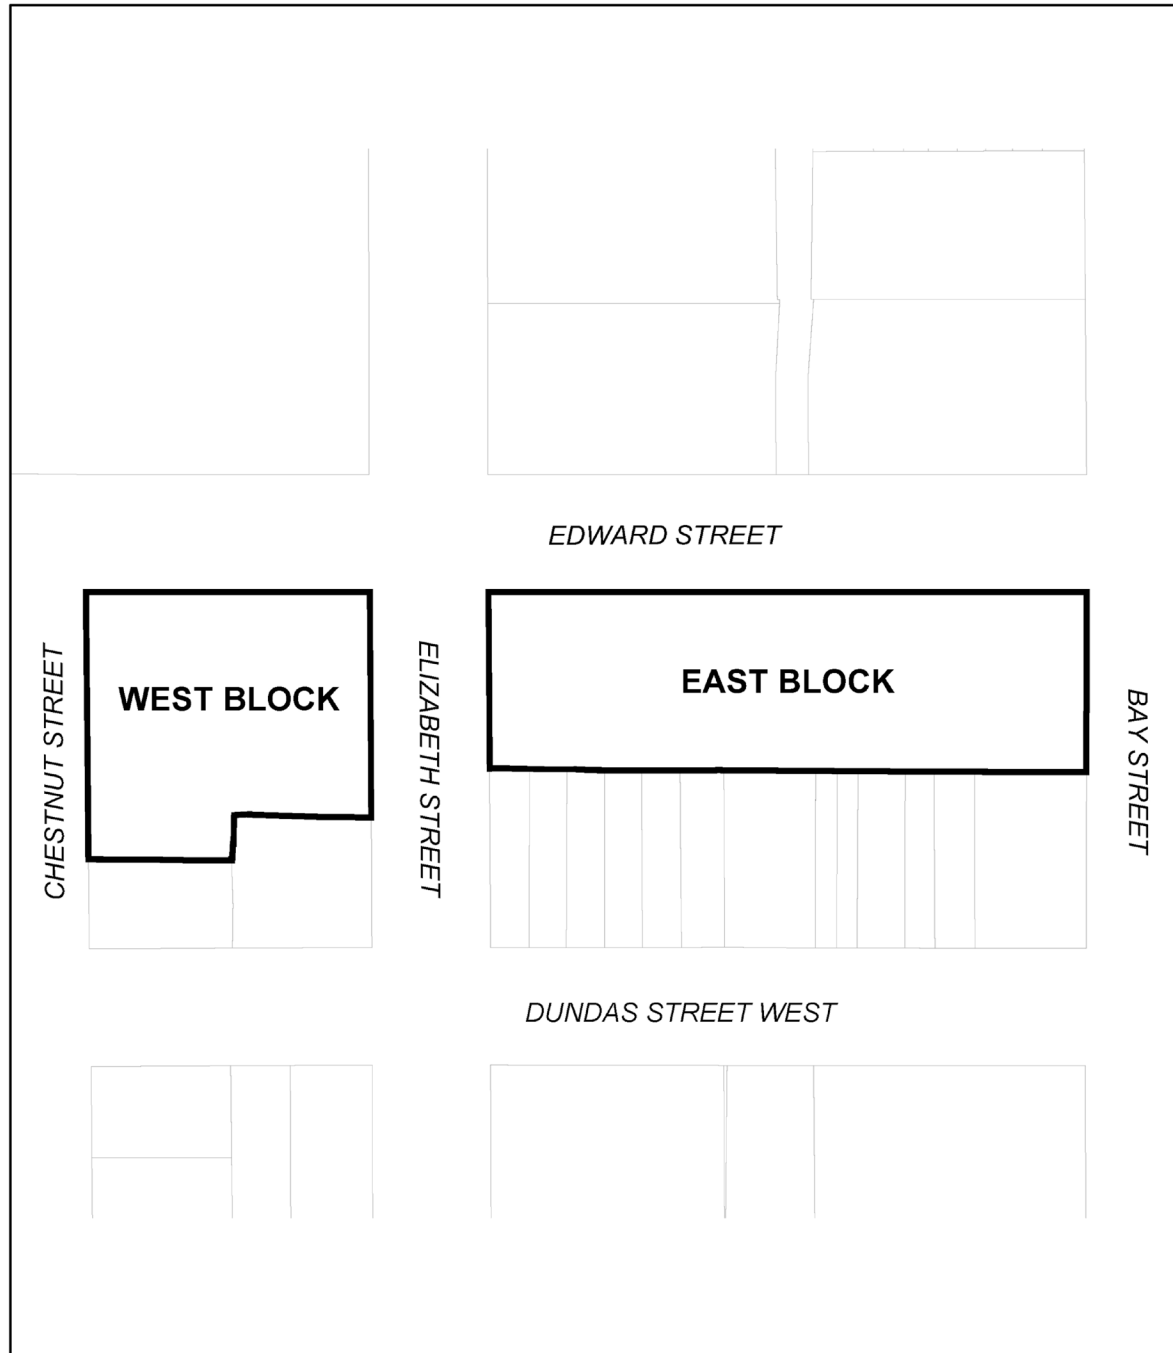 EDWARD STREET
CHESTNUT STREET
WEST BLOCK
ELIZABETH STREET
EAST BLOCK
BAY STREET
DUNDAS STREET WEST